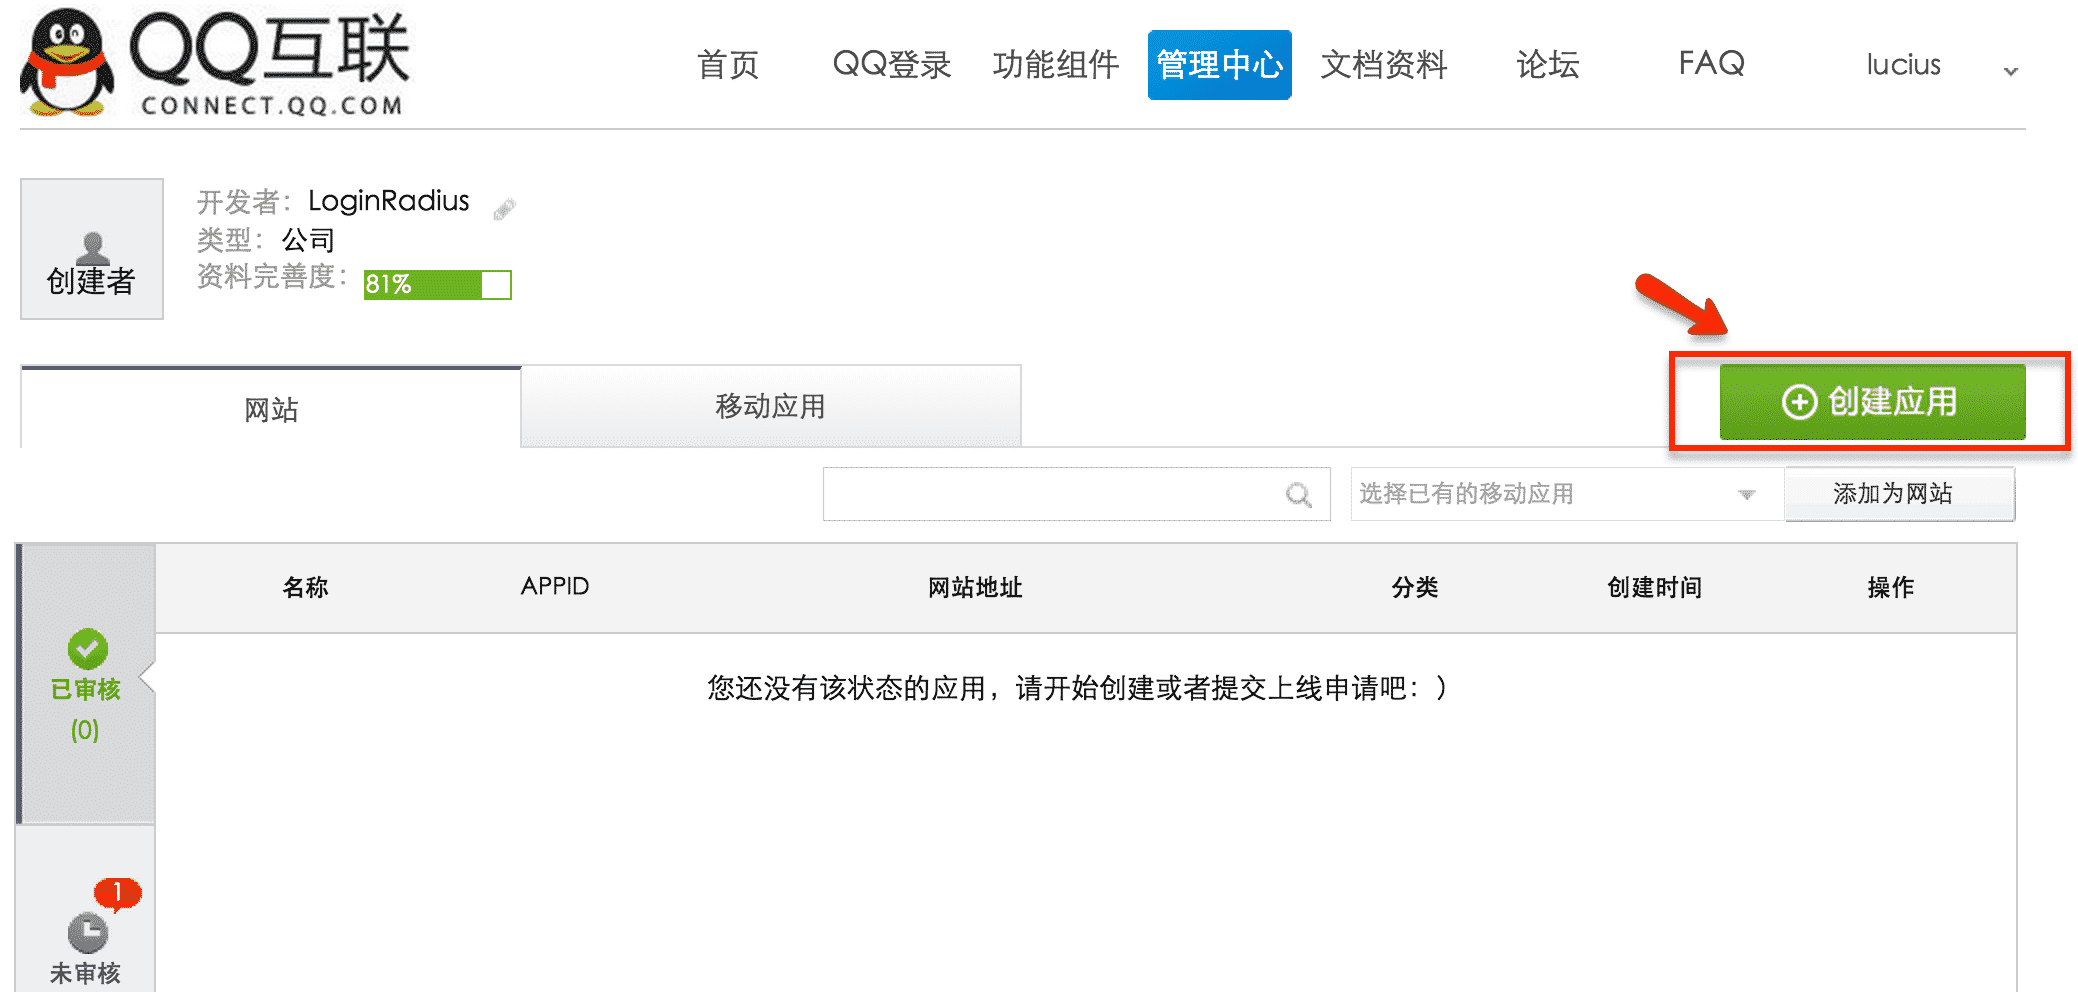 QQ互联
CONNECT.QQ.COM
首页 QQ登录 功能组件 管理中心 文档资料 论坛 FAQ lucius
创建者
开发者： LoginRadius
类型： 公司
资料完善度： 81%
网站 移动应用 创建应用
选择已有的移动应用 添加为网站
名称 APPID 网站地址 分类 创建时间 操作
已审核
(0)
您还没有该状态的应用，请开始创建或者提交上线申请吧：）
1
未审核